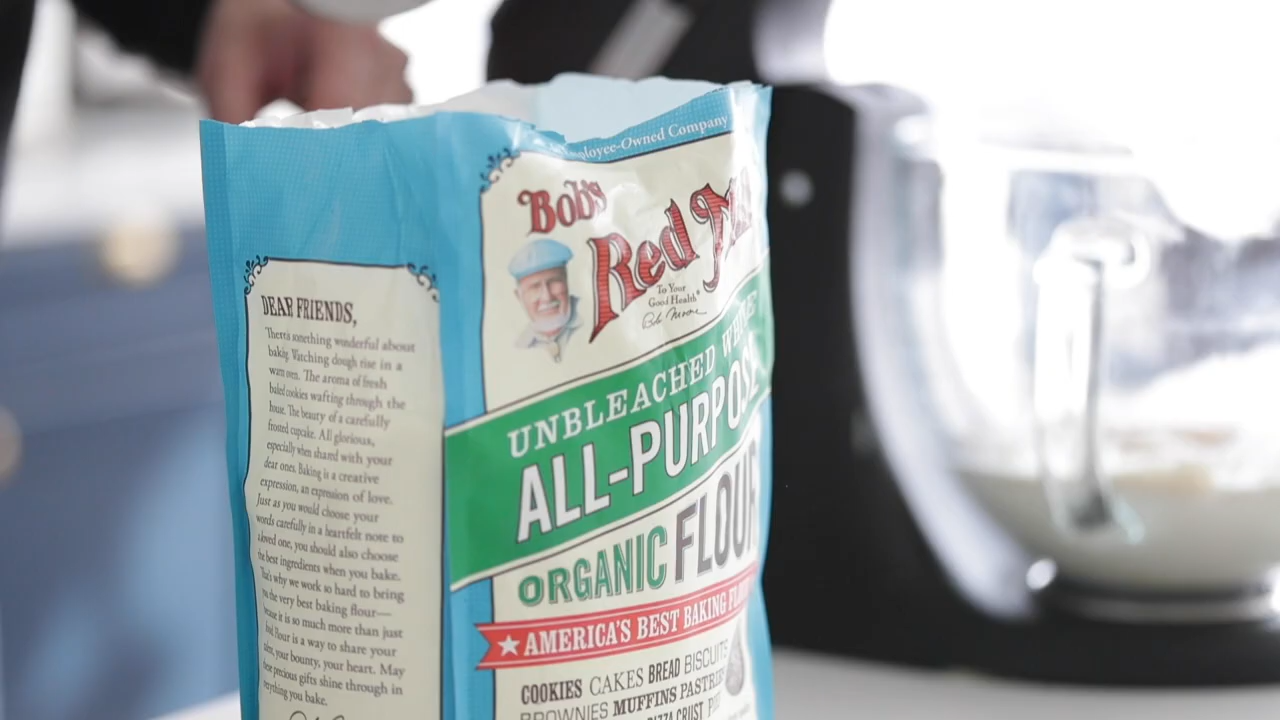 DEAR FRIENDS,
There's something wonderful about
baking. Watching dough rise in a
warm oven. The aroma of fresh
baked cookies wafting through the
house. The beauty of a carefully
frosted cupcake. All glorious,
especially when shared with your
dear ones. Baking is a creative
expression, an expression of love.
Just as you would choose your
words carefully in a heartfelt note to
a loved one, you should also choose
the best ingredients when you bake.
That's why we work so hard to bring
you the very best baking flour—
because it is so much more than just
food. Flour is a way to share your
your bounty, your heart. May
these precious gifts shine through in
everything you bake.
Employee-Owned Company
Bob's
Red
To Your
Good Health®
Bob Moore
UNBLEACHED WHITE
ALL-PURPOSE
ORGANIC FLOUR
AMERICA'S BEST BAKING
COOKIES CAKES BREAD BISCUITS
BROWNIES MUFFINS
PIZZA CRUST